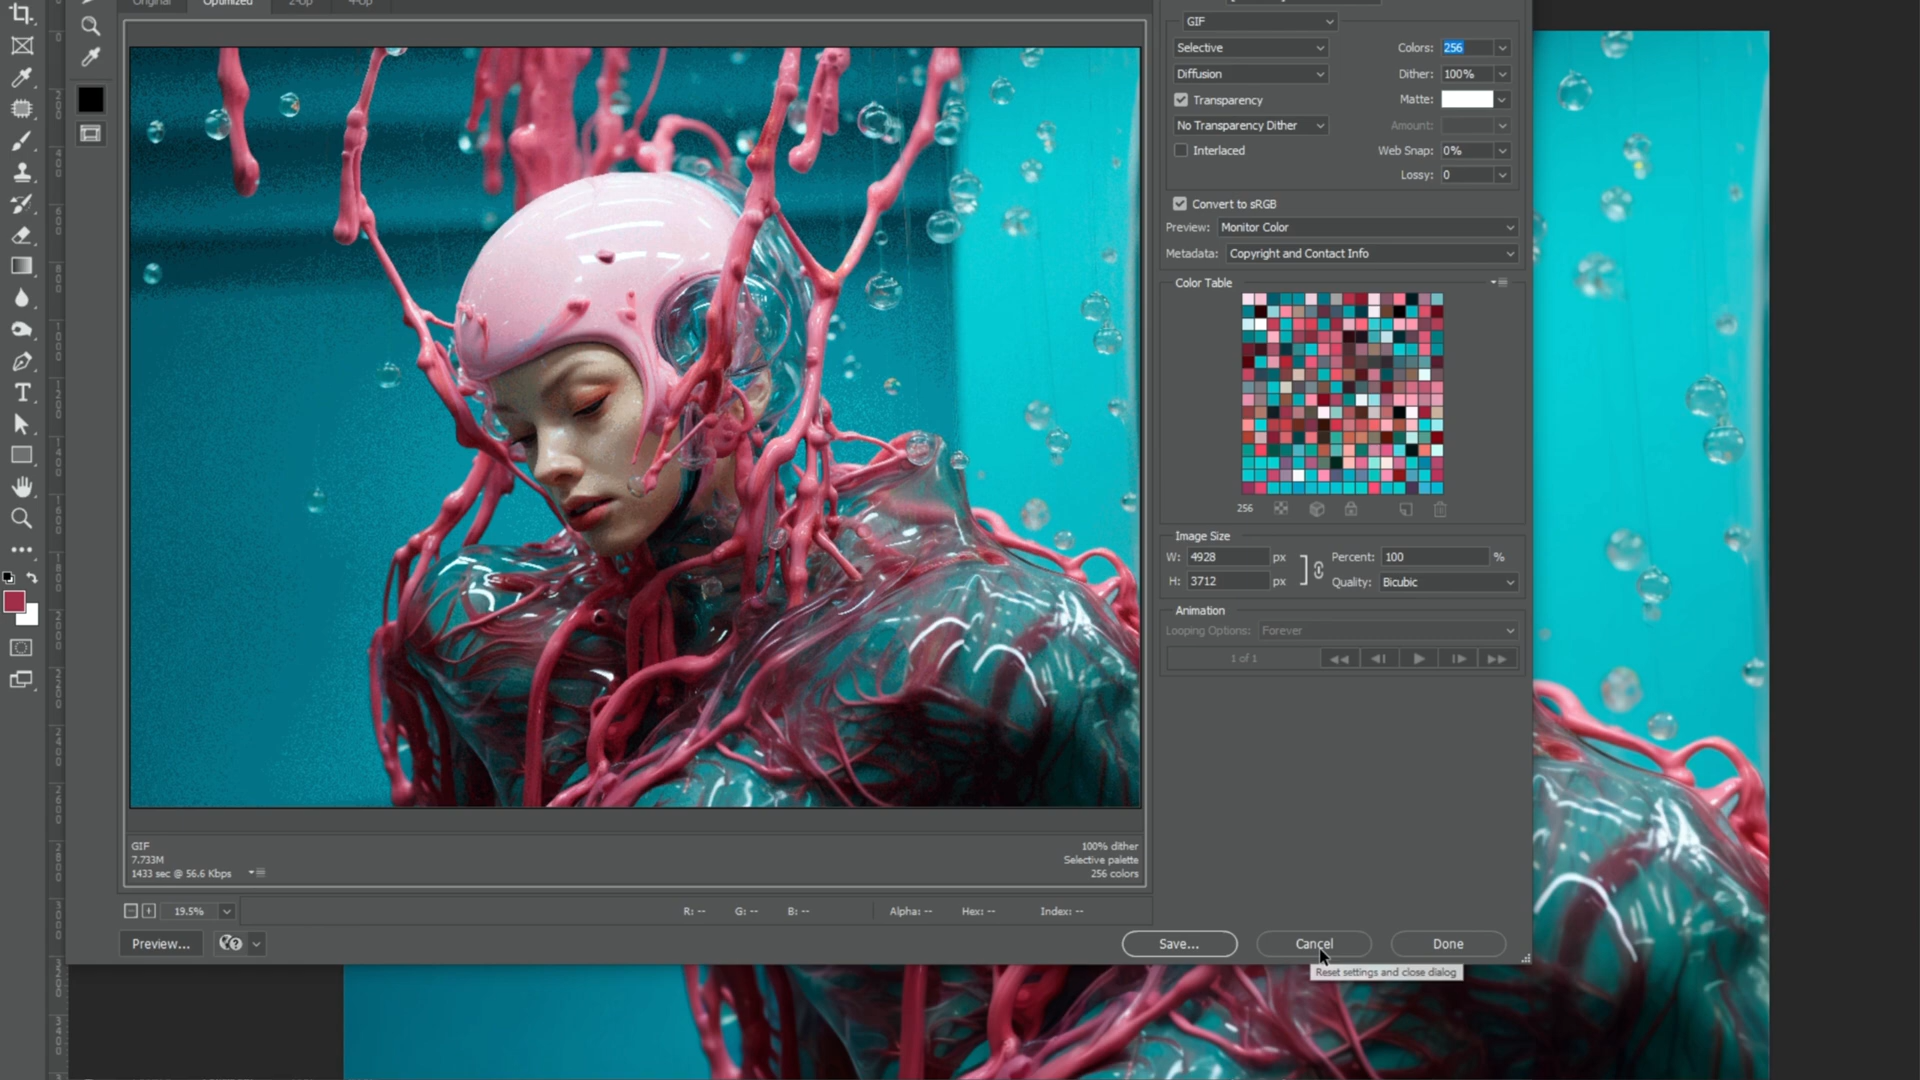 Original Optimized 2-Up 4-Up
GIF
Selective Colors: 256
Diffusion Dither: 100%
Transparency Matte:
No Transparency Dither Amount:
Interlaced Web Snap: 0%
Lossy: 0
Convert to sRGB
Preview: Monitor Color
Metadata: Copyright and Contact Info
Color Table
256
Image Size
W: 4928 px Percent: 100 %
H: 3712 px Quality: Bicubic
Animation
Looping Options: Forever
1 of 1
GIF
7.733M
1433 sec @ 56.6 Kbps
100% dither
Selective palette
256 colors
19.5% R: -- G: -- B: -- Alpha: -- Hex: -- Index: --
Preview... Save... Cancel Done
Reset settings and close dialog